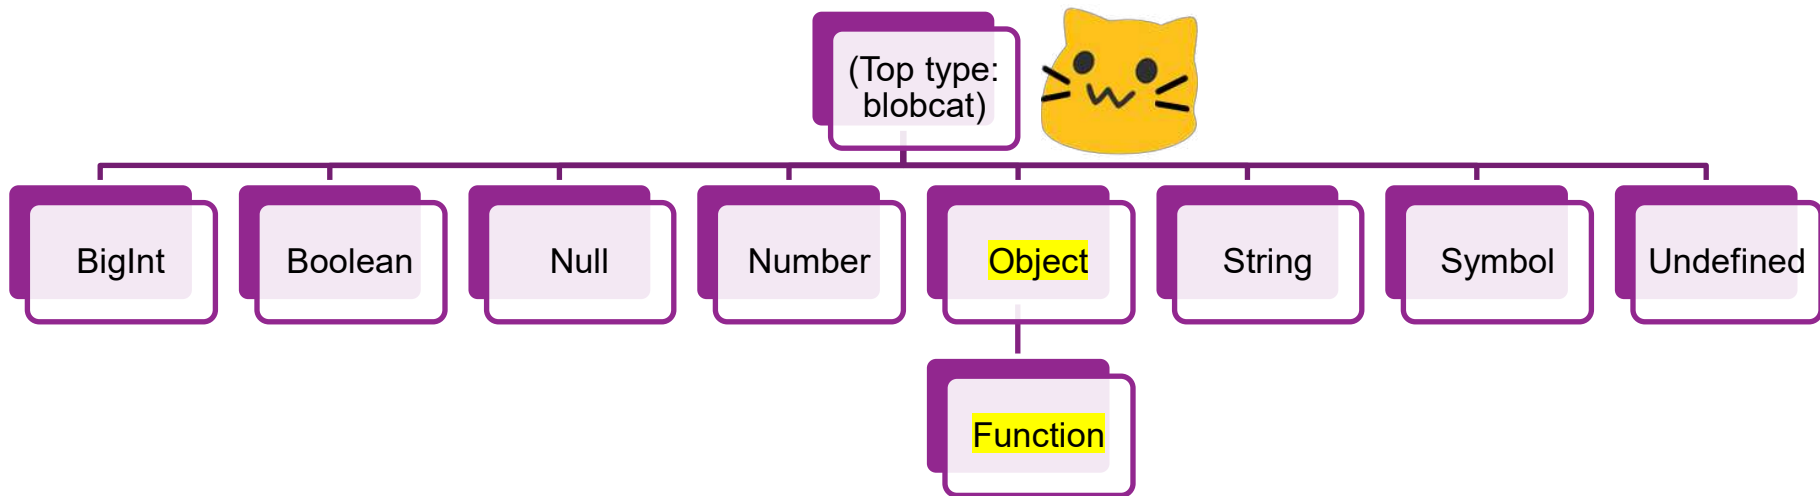 (Top type:
blobcat)
BigInt
Boolean
Null
Number
Object
String
Symbol
Undefined
Function